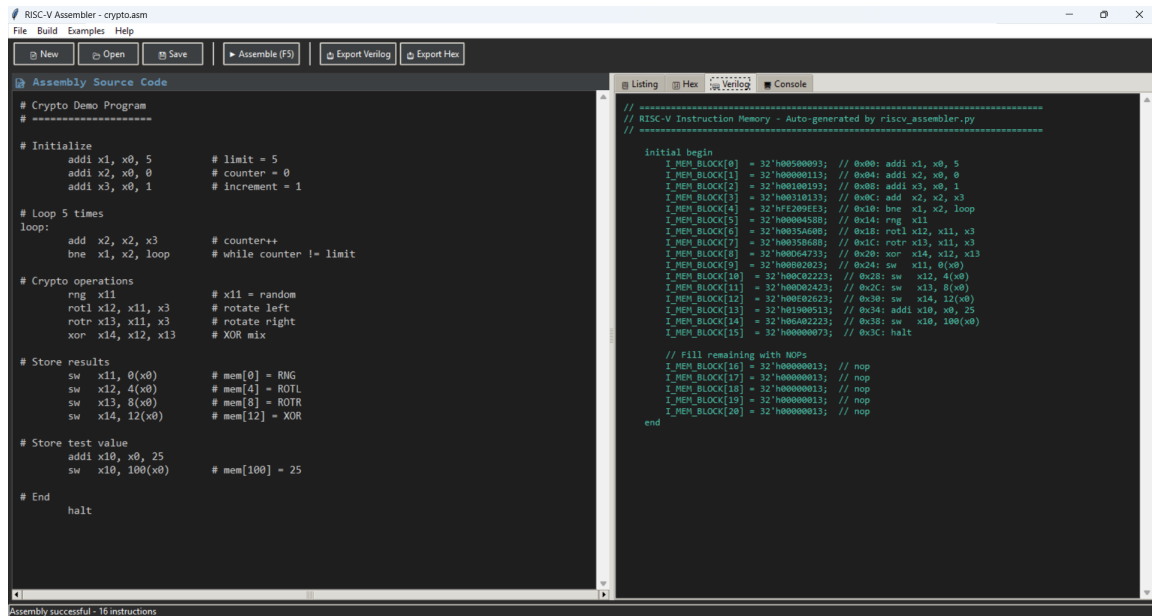 RISC-V Assembler - crypto.asm
File Build Examples Help
New Open Save ► Assemble (F5) Export Verilog Export Hex
Assembly Source Code
# Crypto Demo Program
# ====================
# Initialize
addi x1, x0, 5 # limit = 5
addi x2, x0, 0 # counter = 0
addi x3, x0, 1 # increment = 1
# Loop 5 times
loop:
add x2, x2, x3 # counter++
bne x1, x2, loop # while counter != limit
# Crypto operations
rng x11 # x11 = random
rotl x12, x11, x3 # rotate left
rotr x13, x11, x3 # rotate right
xor x14, x12, x13 # XOR mix
# Store results
sw x11, 0(x0) # mem[0] = RNG
sw x12, 4(x0) # mem[4] = ROTL
sw x13, 8(x0) # mem[8] = ROTR
sw x14, 12(x0) # mem[12] = XOR
# Store test value
addi x10, x0, 25
sw x10, 100(x0) # mem[100] = 25
# End
halt
Listing Hex Verilog Console
// ============================================================================
// RISC-V Instruction Memory - Auto-generated by riscv_assembler.py
// ============================================================================
initial begin
I_MEM_BLOCK[0] = 32'h00500093; // 0x00: addi x1, x0, 5
I_MEM_BLOCK[1] = 32'h00000113; // 0x04: addi x2, x0, 0
I_MEM_BLOCK[2] = 32'h00100193; // 0x08: addi x3, x0, 1
I_MEM_BLOCK[3] = 32'h00310133; // 0x0C: add x2, x2, x3
I_MEM_BLOCK[4] = 32'hFE209EE3; // 0x10: bne x1, x2, loop
I_MEM_BLOCK[5] = 32'h0000458B; // 0x14: rng x11
I_MEM_BLOCK[6] = 32'h0035A60B; // 0x18: rotl x12, x11, x3
I_MEM_BLOCK[7] = 32'h0035B68B; // 0x1C: rotr x13, x11, x3
I_MEM_BLOCK[8] = 32'h00D64733; // 0x20: xor x14, x12, x13
I_MEM_BLOCK[9] = 32'h00B02023; // 0x24: sw x11, 0(x0)
I_MEM_BLOCK[10] = 32'h00C02223; // 0x28: sw x12, 4(x0)
I_MEM_BLOCK[11] = 32'h00D02423; // 0x2C: sw x13, 8(x0)
I_MEM_BLOCK[12] = 32'h00E02623; // 0x30: sw x14, 12(x0)
I_MEM_BLOCK[13] = 32'h01900513; // 0x34: addi x10, x0, 25
I_MEM_BLOCK[14] = 32'h06A02223; // 0x38: sw x10, 100(x0)
I_MEM_BLOCK[15] = 32'h00000073; // 0x3C: halt
// Fill remaining with NOPs
I_MEM_BLOCK[16] = 32'h00000013; // nop
I_MEM_BLOCK[17] = 32'h00000013; // nop
I_MEM_BLOCK[18] = 32'h00000013; // nop
I_MEM_BLOCK[19] = 32'h00000013; // nop
I_MEM_BLOCK[20] = 32'h00000013; // nop
end
Assembly successful - 16 instructions